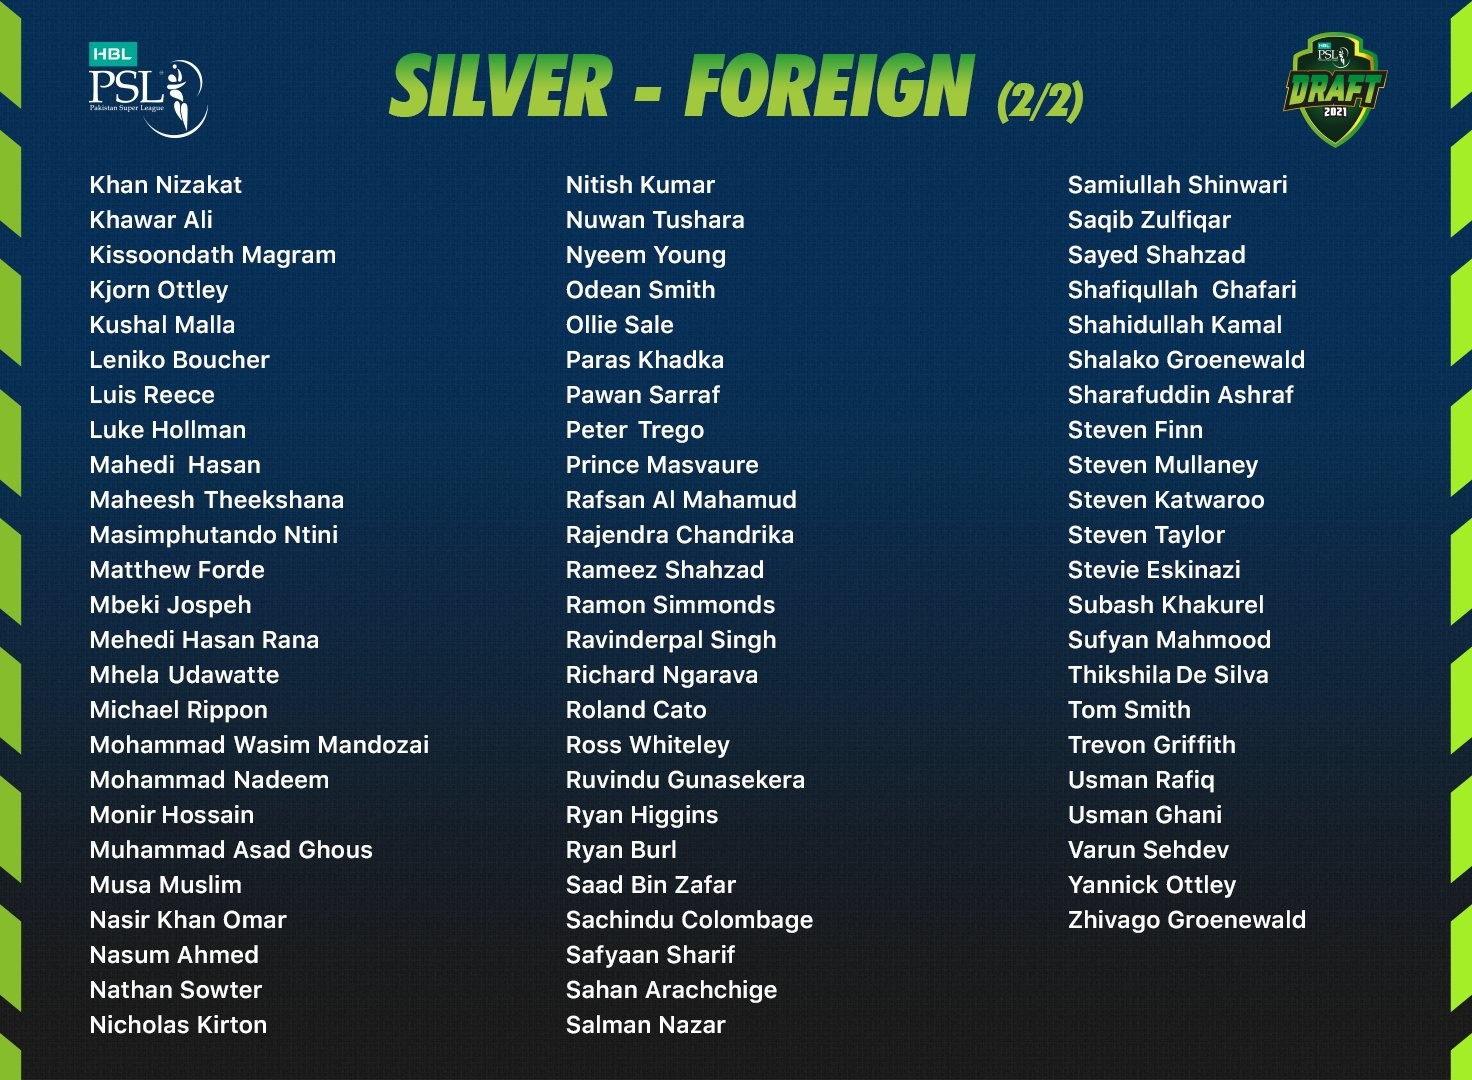 HBL
PSL
Pakistan Super League
SILVER - FOREIGN (2/2)
HBL
PSL
DRAFT
2021
Khan Nizakat
Khawar Ali
Kissoondath Magram
Kjorn Ottley
Kushal Malla
Leniko Boucher
Luis Reece
Luke Hollman
Mahedi Hasan
Maheesh Theekshana
Masimphutando Ntini
Matthew Forde
Mbeki Jospeh
Mehedi Hasan Rana
Mhela Udawatte
Michael Rippon
Mohammad Wasim Mandozai
Mohammad Nadeem
Monir Hossain
Muhammad Asad Ghous
Musa Muslim
Nasir Khan Omar
Nasum Ahmed
Nathan Sowter
Nicholas Kirton
Nitish Kumar
Nuwan Tushara
Nyeem Young
Odean Smith
Ollie Sale
Paras Khadka
Pawan Sarraf
Peter Trego
Prince Masvaure
Rafsan Al Mahamud
Rajendra Chandrika
Rameez Shahzad
Ramon Simmonds
Ravinderpal Singh
Richard Ngarava
Roland Cato
Ross Whiteley
Ruvindu Gunasekera
Ryan Higgins
Ryan Burl
Saad Bin Zafar
Sachindu Colombage
Safyaan Sharif
Sahan Arachchige
Salman Nazar
Samiullah Shinwari
Saqib Zulfiqar
Sayed Shahzad
Shafiqullah Ghafari
Shahidullah Kamal
Shalako Groenewald
Sharafuddin Ashraf
Steven Finn
Steven Mullaney
Steven Katwaroo
Steven Taylor
Stevie Eskinazi
Subash Khakurel
Sufyan Mahmood
Thikshila De Silva
Tom Smith
Trevon Griffith
Usman Rafiq
Usman Ghani
Varun Sehdev
Yannick Ottley
Zhivago Groenewald